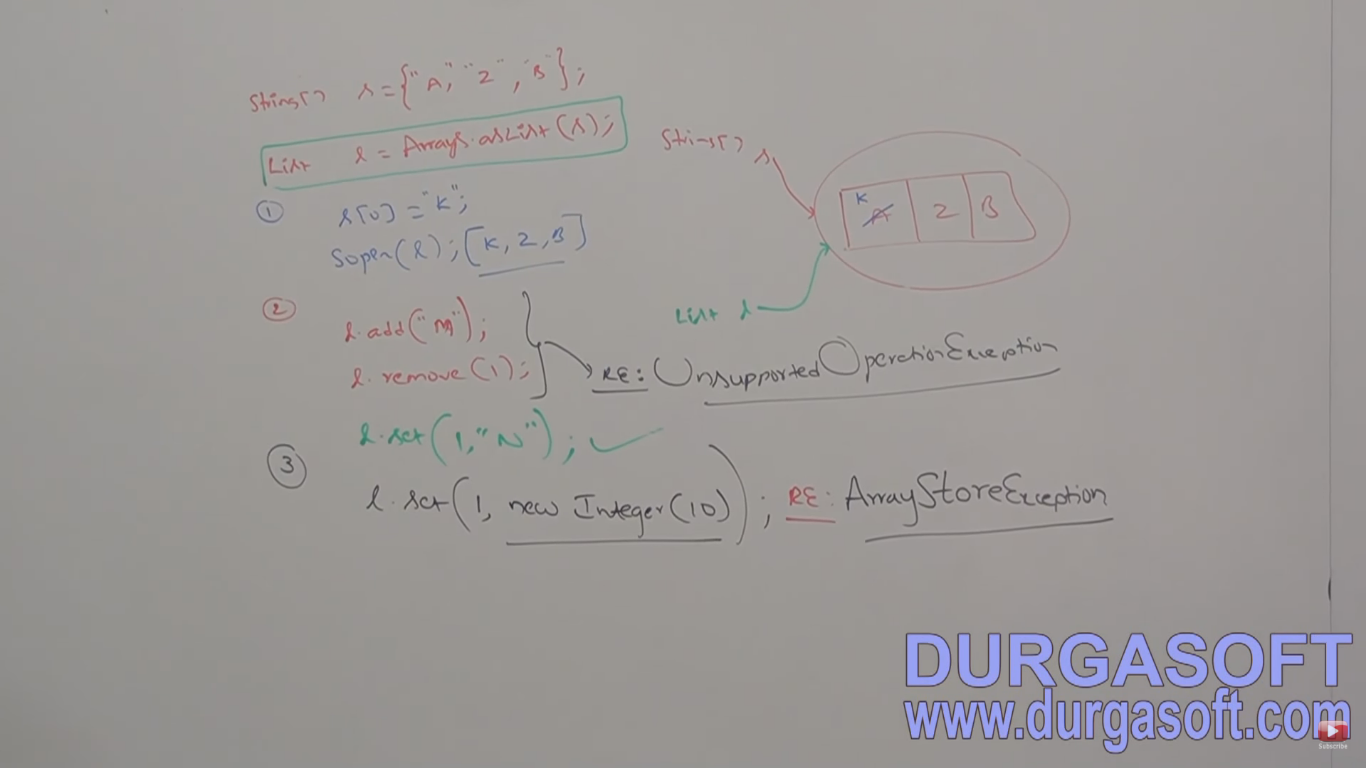 String[] s = {"A", "Z", "B"};
List l = Arrays.asList(s);
① s[0] = "K";
Sopln(l); [K, Z, B]
② l.add("M");
l.remove(1);
RE: UnsupportedOperationException
l.set(1, "N");
③ l.set(1, new Integer(10)); RE: ArrayStoreException
String[] s
K A Z B
List l
DURGASOFT
www.durgasoft.com
Subscribe